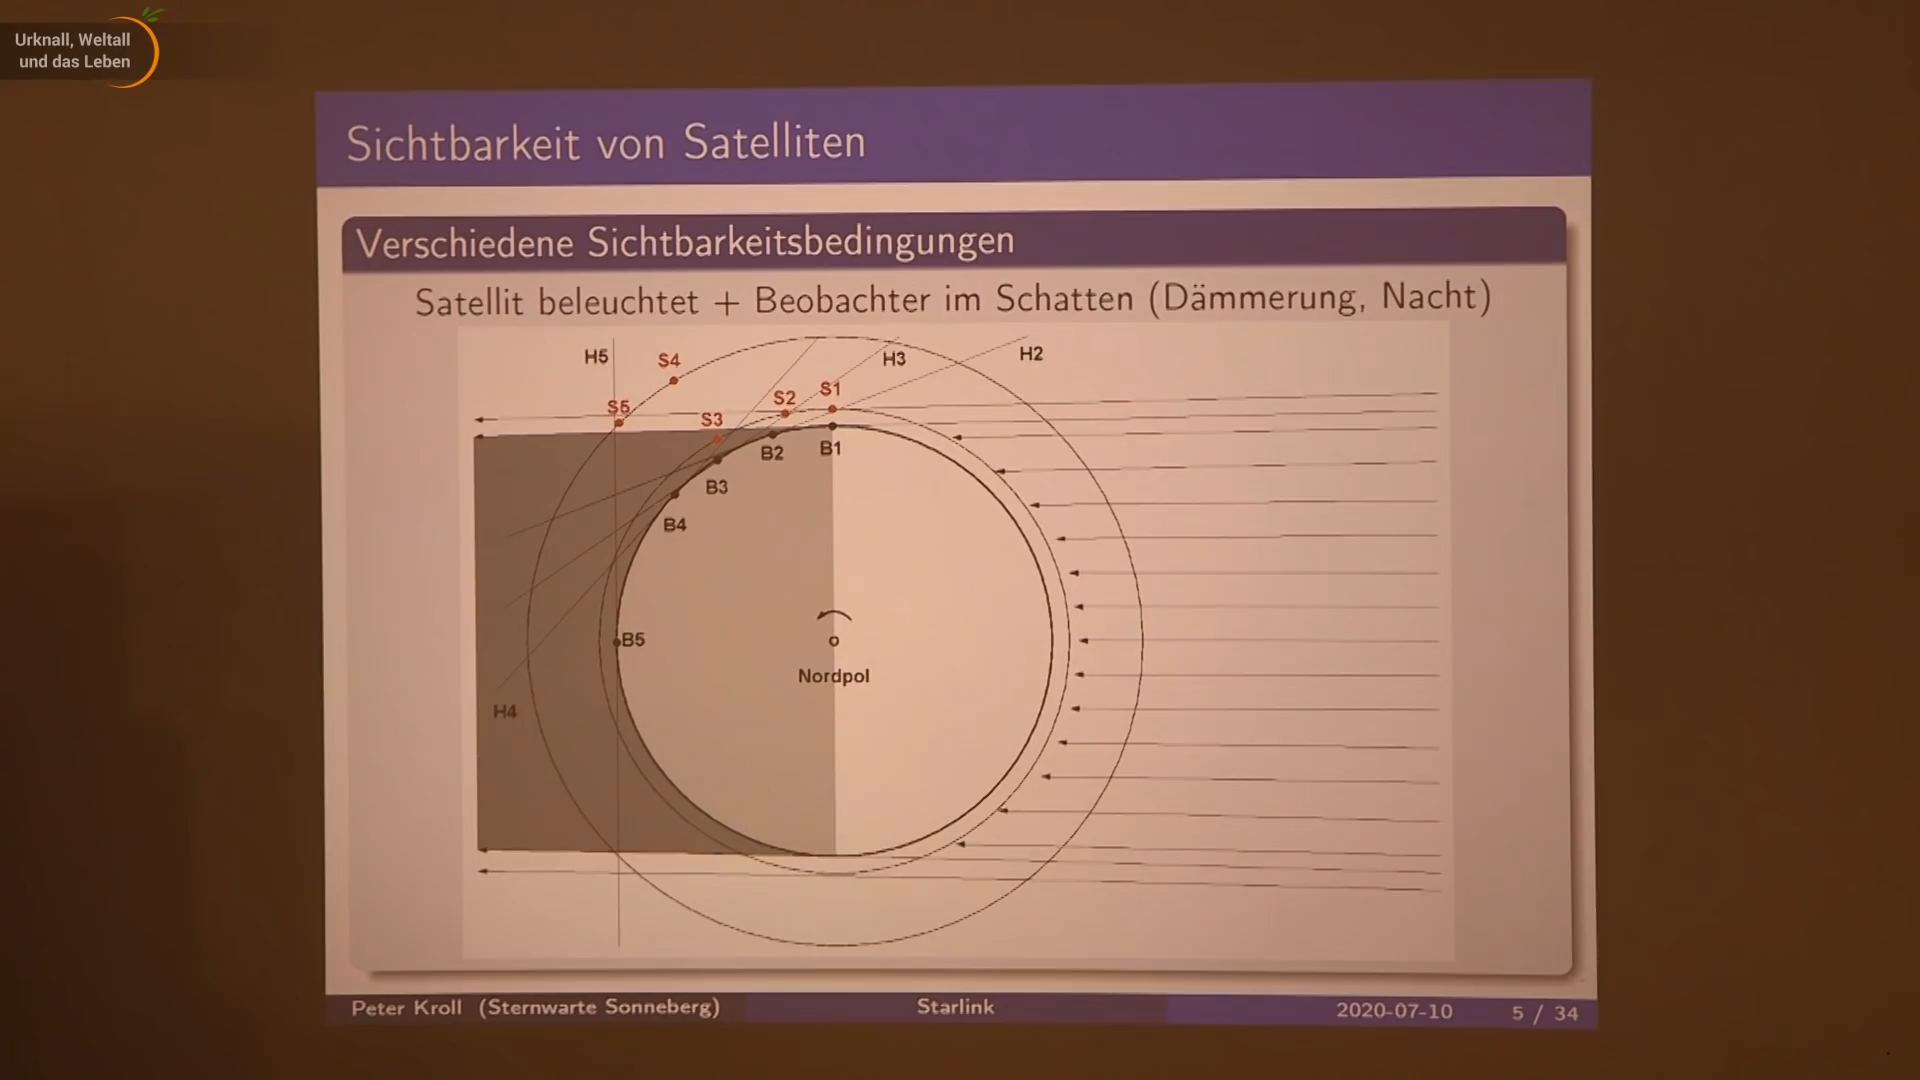 Urknall, Weltall
und das Leben
Sichtbarkeit von Satelliten
Verschiedene Sichtbarkeitsbedingungen
Satellit beleuchtet + Beobachter im Schatten (Dämmerung, Nacht)
H5
S4
H3
H2
S5
S3
S2
S1
B2
B1
B3
B4
B5
Nordpol
H4
Peter Kroll (Sternwarte Sonneberg)
Starlink
2020-07-10
5 / 34